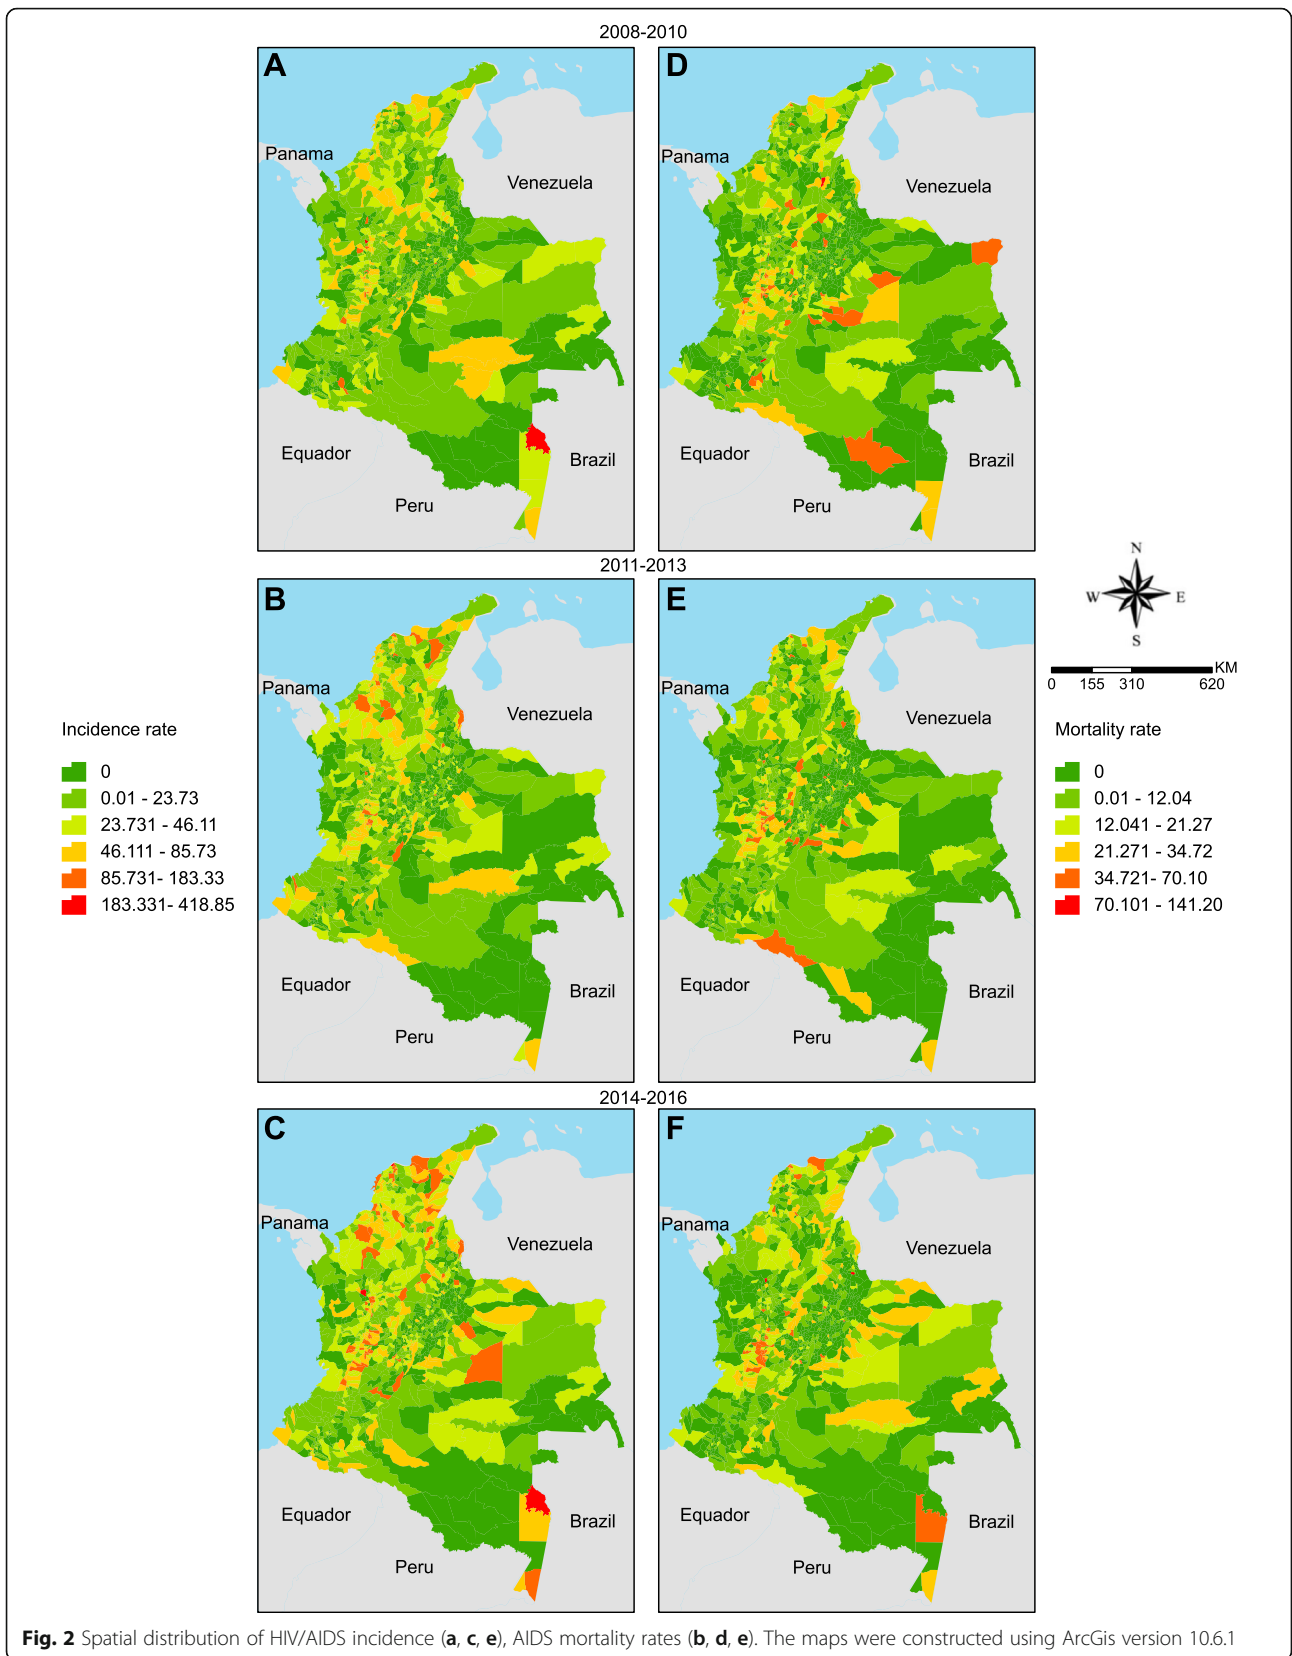 2008-2010
A
Panama
Venezuela
Equador
Peru
Brazil
D
Panama
Venezuela
Equador
Peru
Brazil
2011-2013
B
Panama
Venezuela
Equador
Peru
Brazil
E
Panama
Venezuela
Equador
Peru
Brazil
N
W E
S
KM
0 155 310 620
Incidence rate
0
0.01 - 23.73
23.731 - 46.11
46.111 - 85.73
85.731- 183.33
183.331- 418.85
Mortality rate
0
0.01 - 12.04
12.041 - 21.27
21.271 - 34.72
34.721- 70.10
70.101 - 141.20
2014-2016
C
Panama
Venezuela
Equador
Peru
Brazil
F
Panama
Venezuela
Equador
Peru
Brazil
Fig. 2 Spatial distribution of HIV/AIDS incidence (a, c, e), AIDS mortality rates (b, d, e). The maps were constructed using ArcGis version 10.6.1